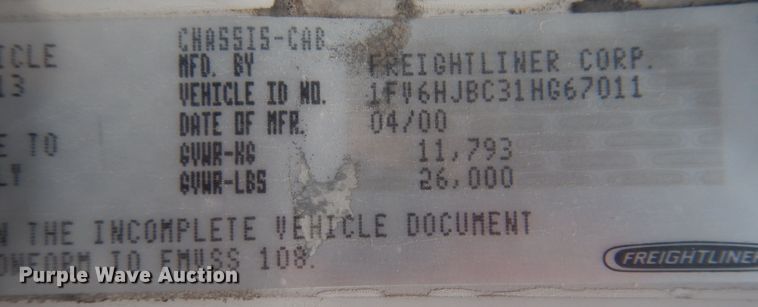 CHASSIS-CAB
ICLE MFD. BY FREIGHTLINER CORP.
13 VEHICLE ID NO. 1FV6HJBC31HG67011
DATE OF MFR. 04/00
E TO GVWR-KG 11,793
LY GVWR-LBS 26,000
N THE INCOMPLETE VEHICLE DOCUMENT
ONFORM TO FMVSS 108.
FREIGHTLINER
Purple Wave Auction